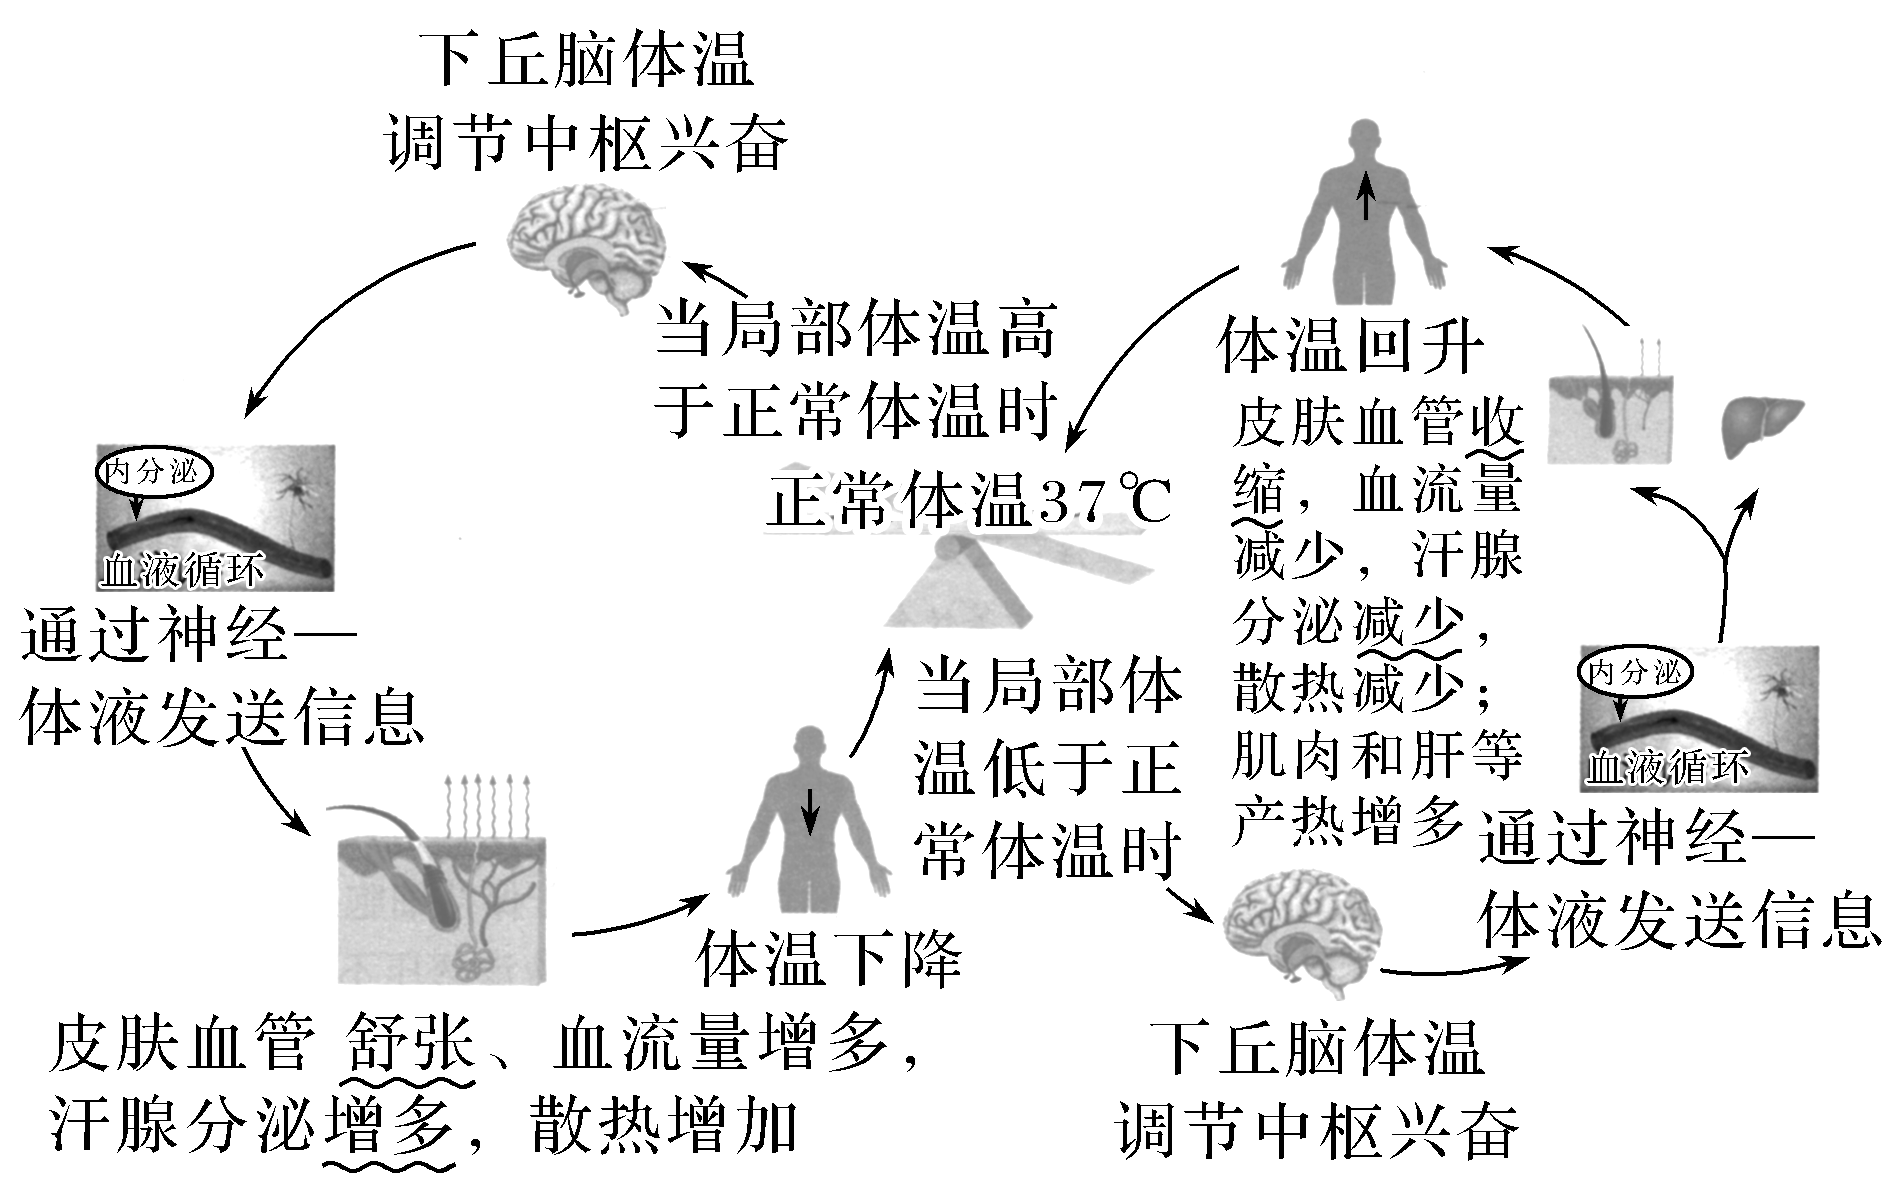 下丘脑体温
调节中枢兴奋
当局部体温高
于正常体温时
正常体温37℃
内分泌
血液循环
通过神经—
体液发送信息
皮肤血管 舒张、血流量增多，
汗腺分泌增多，散热增加
体温下降
当局部体
温低于正
常体温时
下丘脑体温
调节中枢兴奋
内分泌
血液循环
通过神经—
体液发送信息
体温回升
皮肤血管收
缩，血流量
减少，汗腺
分泌减少，
散热减少；
肌肉和肝等
产热增多